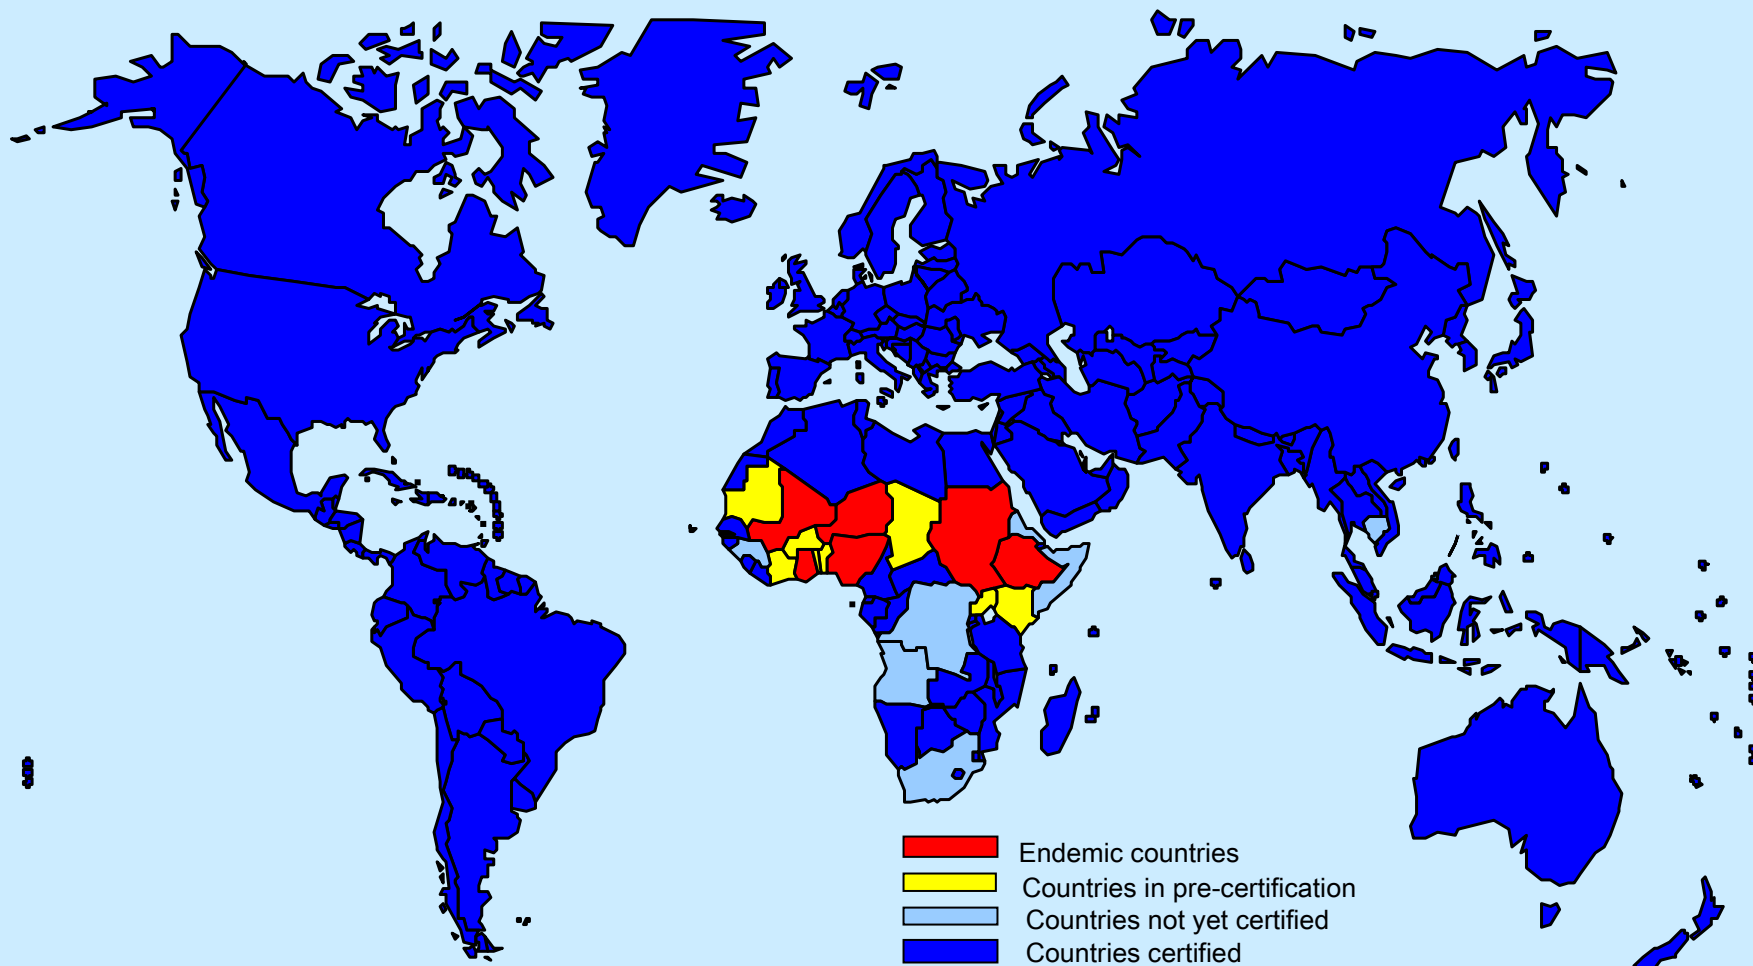 Endemic countries
Countries in pre-certification
Countries not yet certified
Countries certified